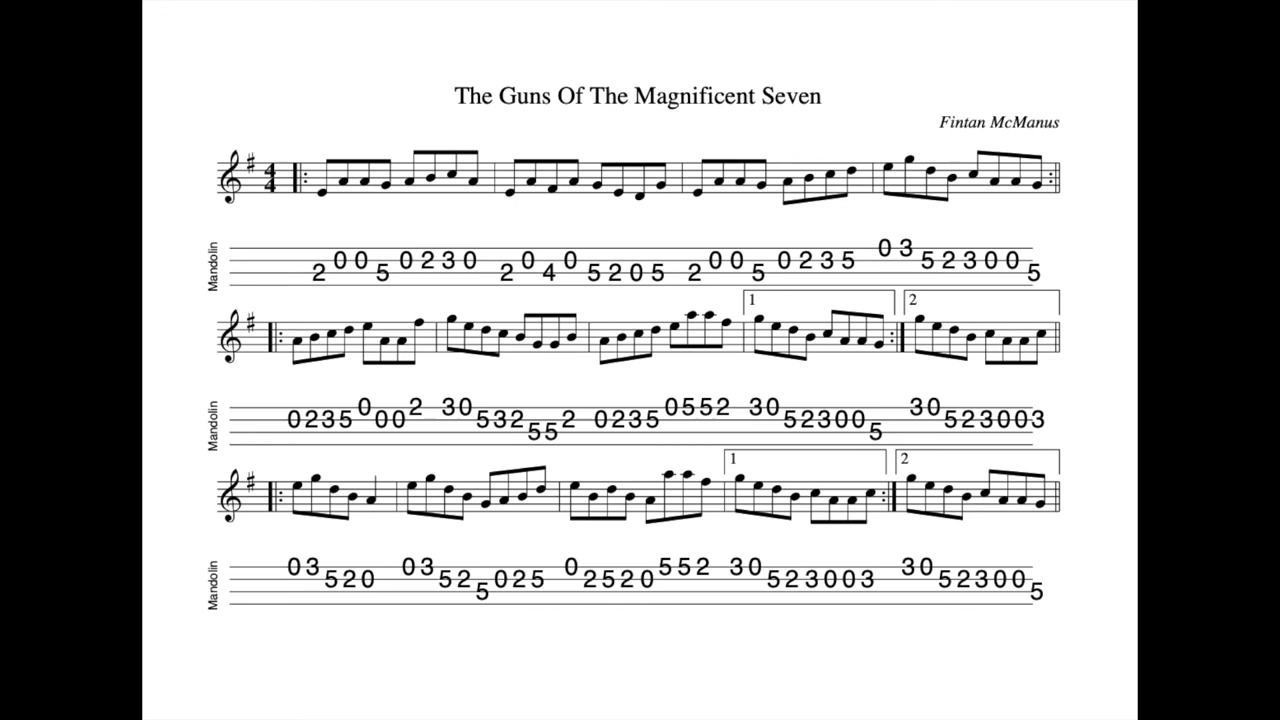 The Guns Of The Magnificent Seven
Fintan McManus
4
4
Mandolin
2 0 0 5 0 2 3 0 2 0 4 0 5 2 0 5 2 0 0 5 0 2 3 5 0 3 5 2 3 0 0 5
1 2
Mandolin
0 2 3 5 0 0 0 2 3 0 5 3 2 5 5 2 0 2 3 5 0 5 5 2 3 0 5 2 3 0 0 5 3 0 5 2 3 0 0 3
1 2
Mandolin
0 3 5 2 0 0 3 5 2 5 0 2 5 0 2 5 2 0 5 5 2 3 0 5 2 3 0 0 3 3 0 5 2 3 0 0 5